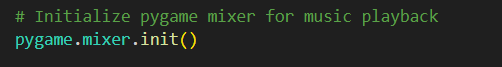 # Initialize pygame mixer for music playback
pygame.mixer.init()